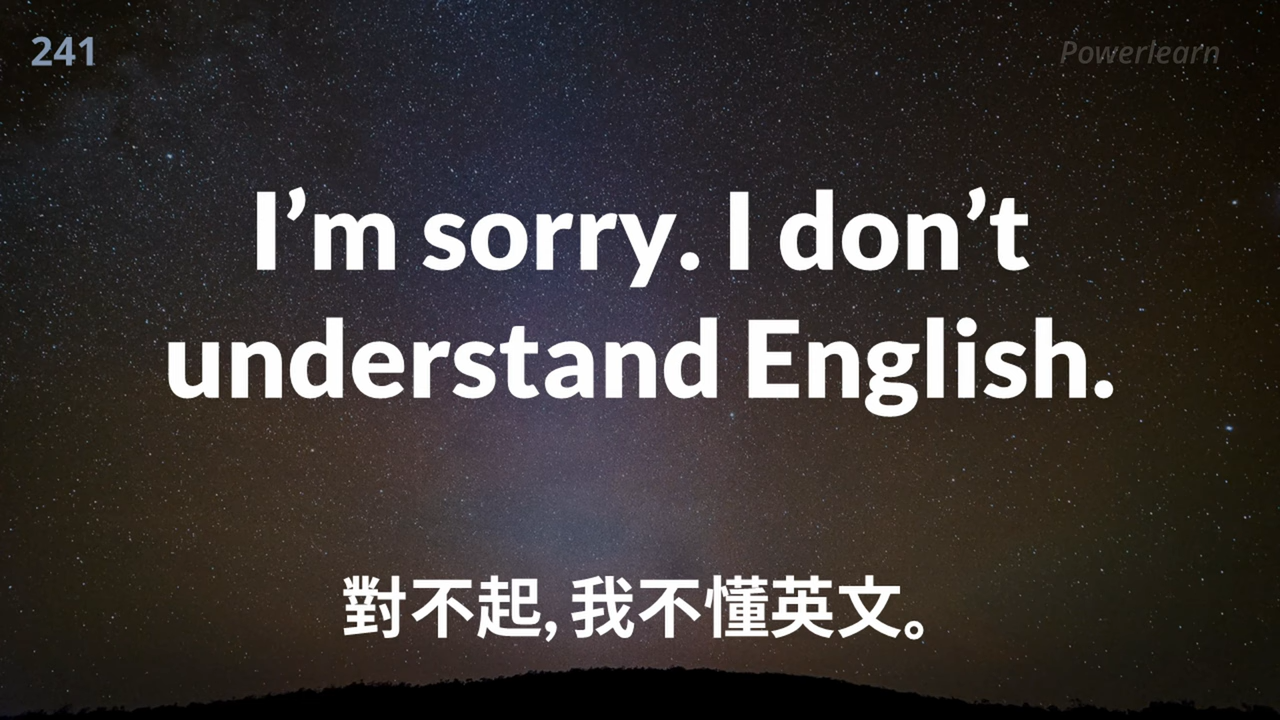 241
Powerlearn
I’m sorry. I don’t
understand English.
對不起, 我不懂英文。